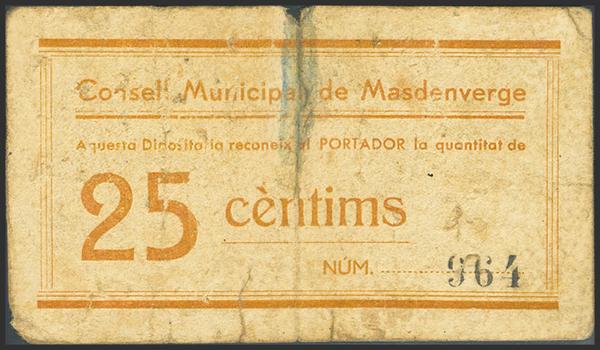 Consell Municipal de Masdenverge
Aquesta Dipositaria reconeix al PORTADOR la quantitat de
25 cèntims
NÚM. 964